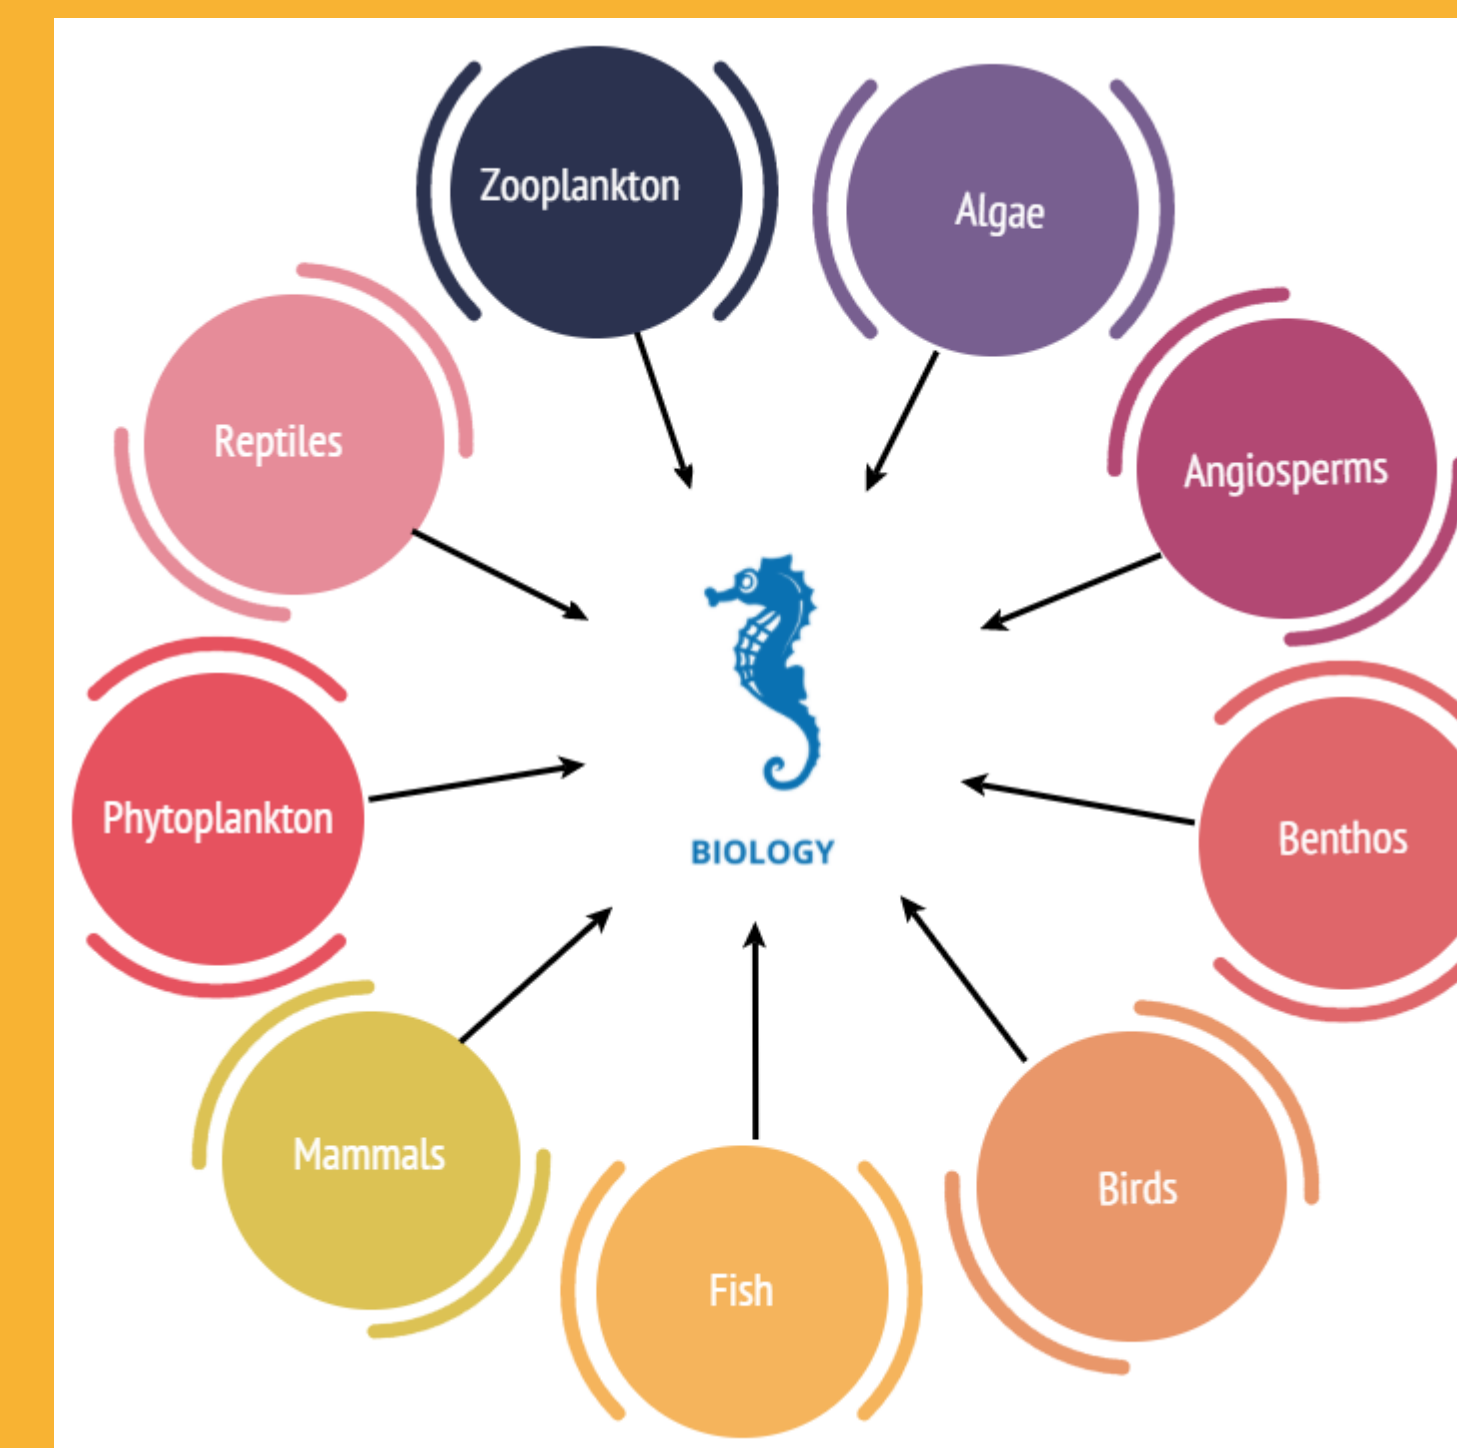 Zooplankton
Algae
Reptiles
Angiosperms
Phytoplankton
Benthos
BIOLOGY
Mammals
Birds
Fish